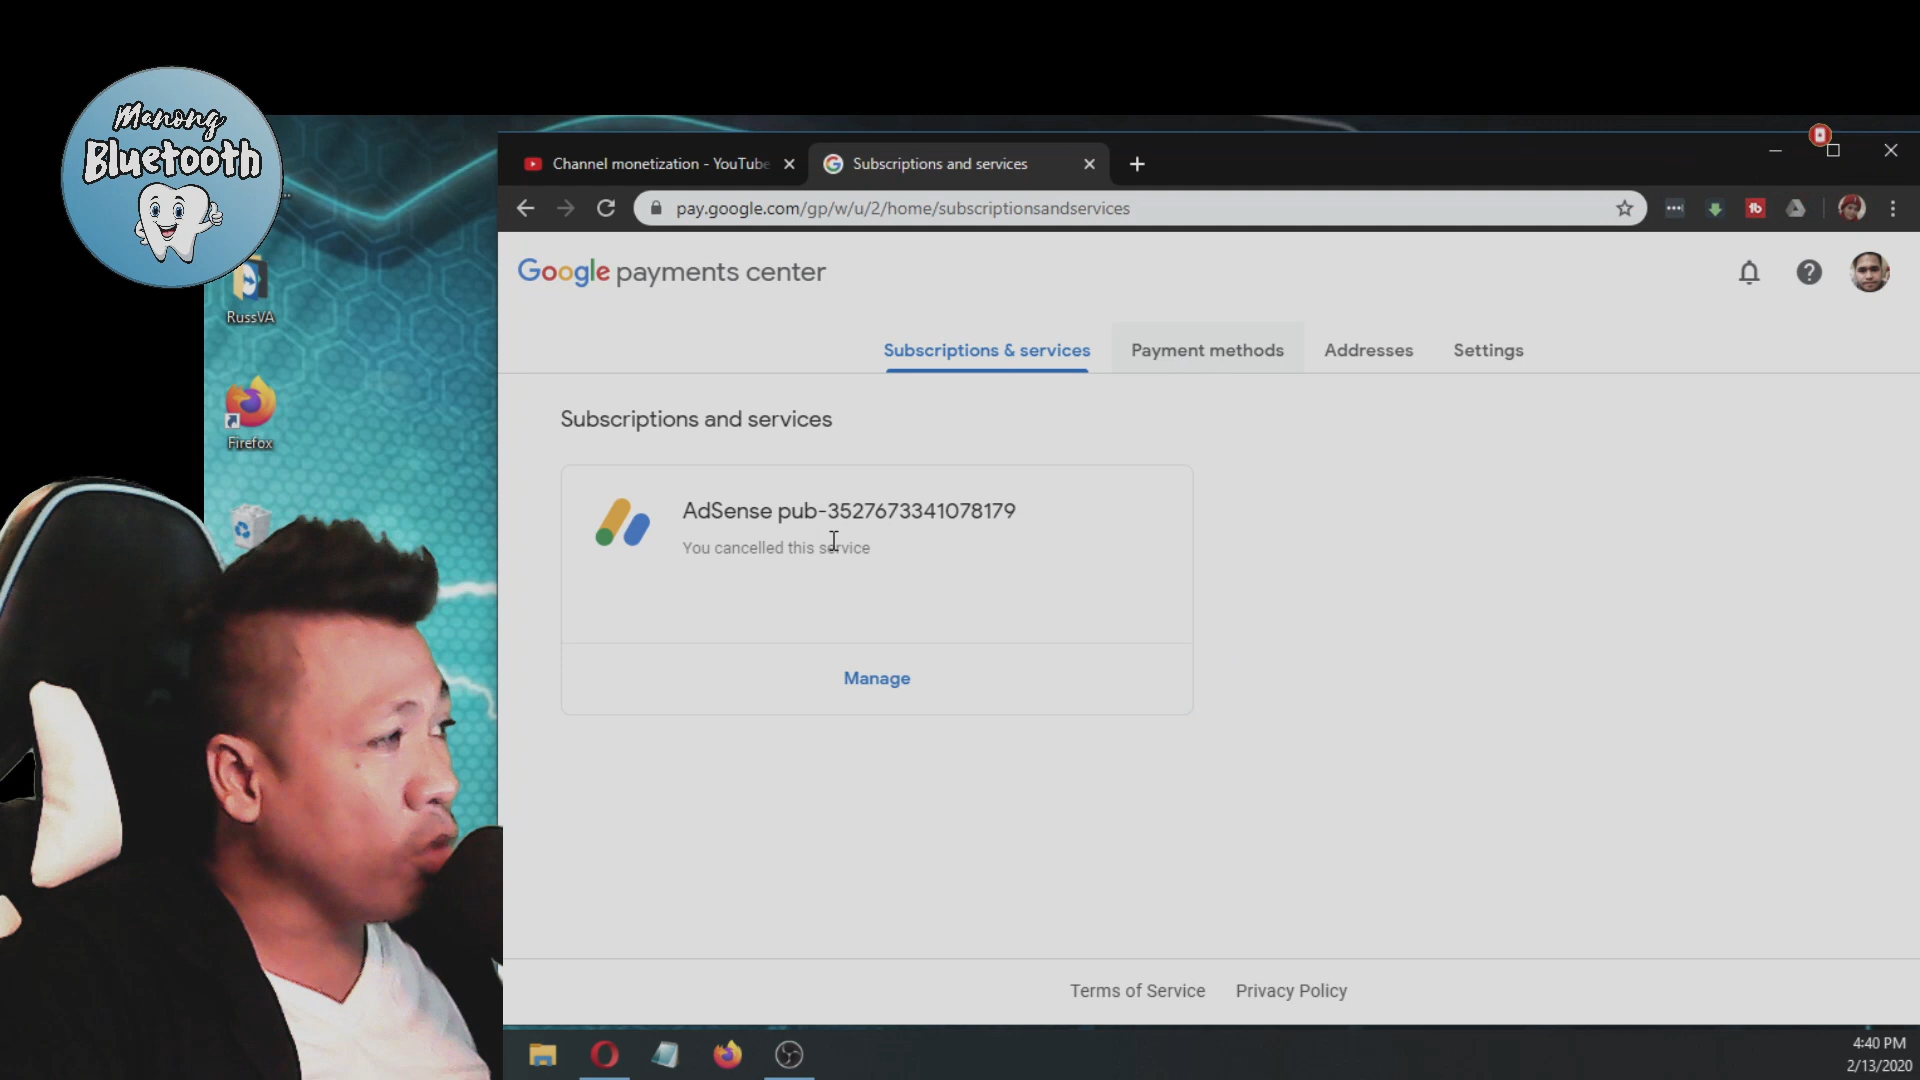 Manong
Bluetooth
RussVA
Firefox
Channel monetization - YouTube
Subscriptions and services
pay.google.com/gp/w/u/2/home/subscriptionsandservices
Google payments center
Subscriptions & services
Payment methods
Addresses
Settings
Subscriptions and services
AdSense pub-3527673341078179
You cancelled this service
Manage
Terms of Service
Privacy Policy
4:40 PM
2/13/2020